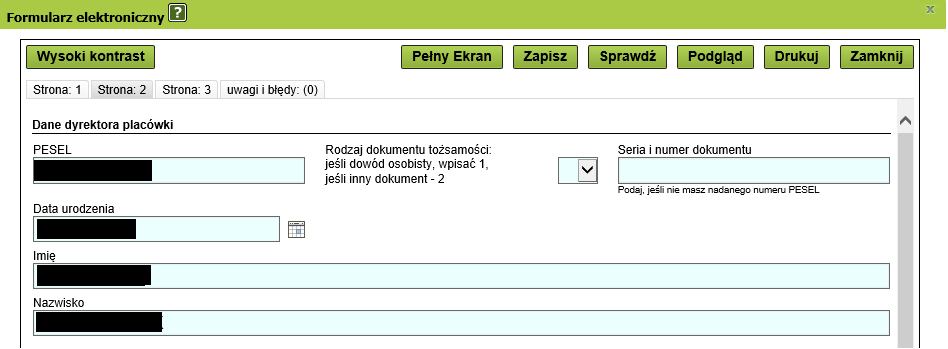 Formularz elektroniczny ?
x
Wysoki kontrast Pełny Ekran Zapisz Sprawdź Podgląd Drukuj Zamknij
Strona: 1 Strona: 2 Strona: 3 uwagi i błędy: (0)
Dane dyrektora placówki
PESEL
Rodzaj dokumentu tożsamości:
jeśli dowód osobisty, wpisać 1,
jeśli inny dokument - 2
Seria i numer dokumentu
Podaj, jeśli nie masz nadanego numeru PESEL
Data urodzenia
Imię
Nazwisko